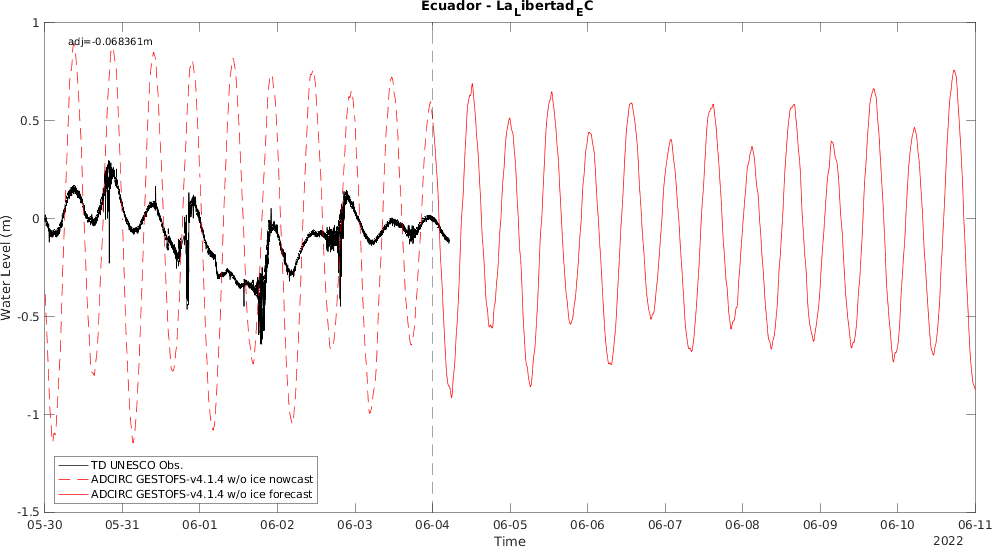 Ecuador - LaLibertadEC
adj=-0.068361m
1
0.5
0
-0.5
-1
-1.5
Water Level (m)
TD UNESCO Obs.
ADCIRC GESTOFS-v4.1.4 w/o ice nowcast
ADCIRC GESTOFS-v4.1.4 w/o ice forecast
05-30 05-31 06-01 06-02 06-03 06-04 06-05 06-06 06-07 06-08 06-09 06-10 06-11
Time
2022